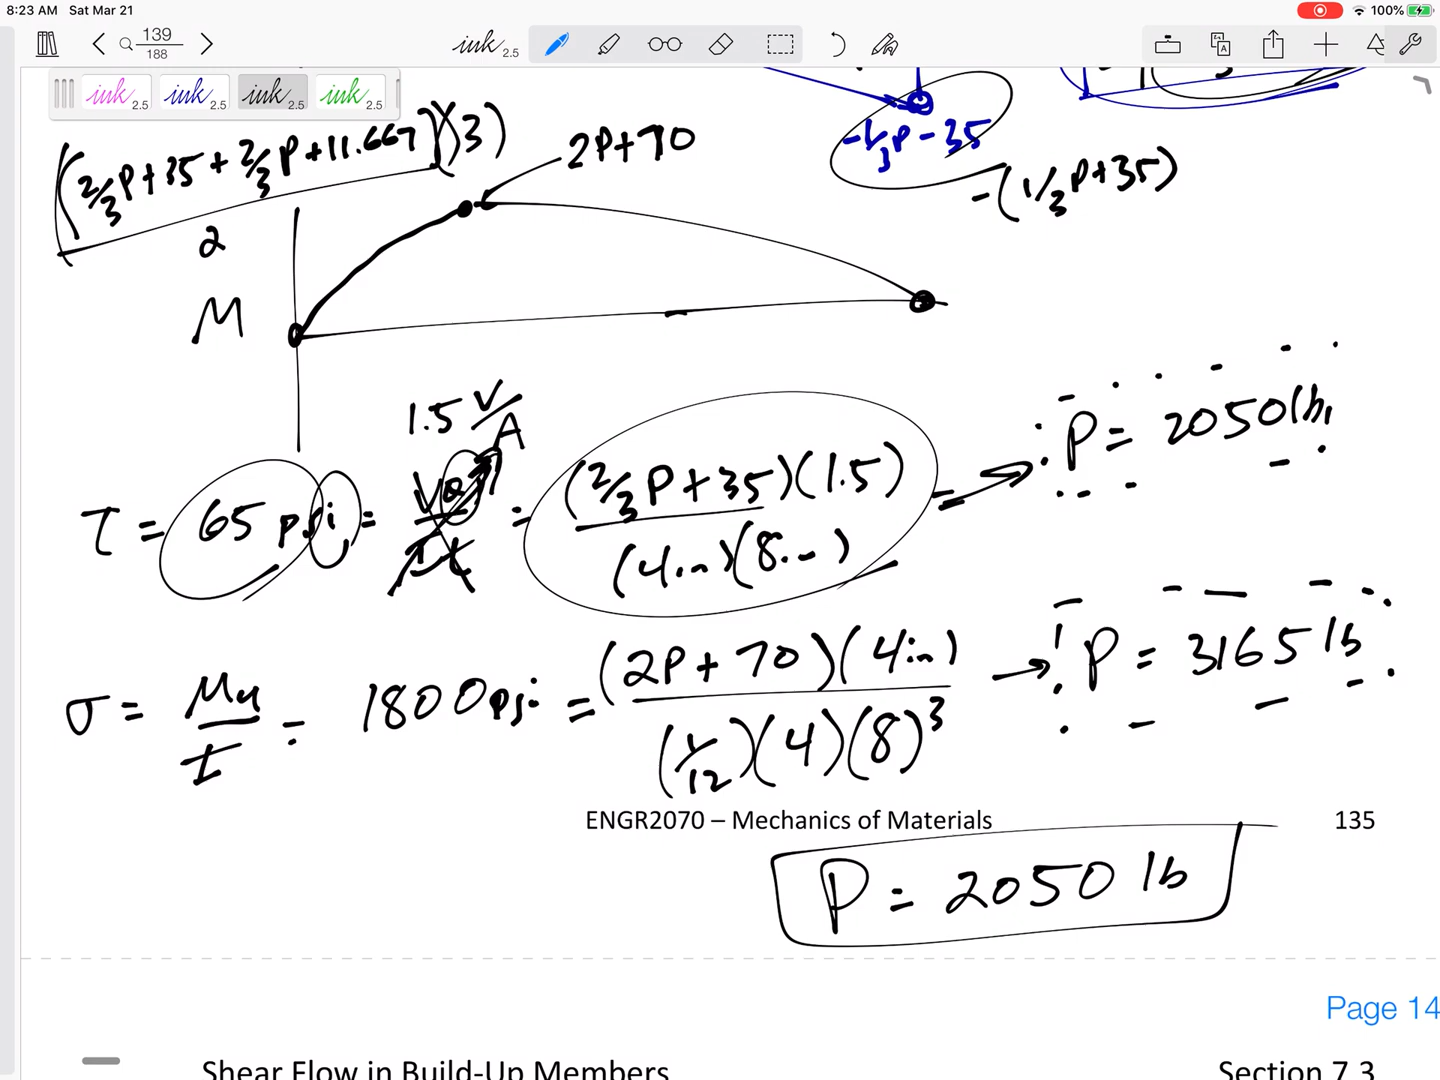 8:23 AM Sat Mar 21
100%
139
188
ink 2.5
ink 2.5 ink 2.5 ink 2.5 ink 2.5
(2/3P+35+2/3P+11.667)(3)
2
2P+70
-1/3P-35
-(1/3P+35)
M
1.5 V/A
τ = 65 psi = = (2/3P+35)(1.5)
(4in)(8in)
= → P = 2050 lb
σ = My/I = 1800psi = (2P+70)(4in)
(1/12)(4)(8)³
→ P = 3165 lb
ENGR2070 – Mechanics of Materials 135
P = 2050 lb
Page 14
Shear Flow in Build-Up Members Section 7.3